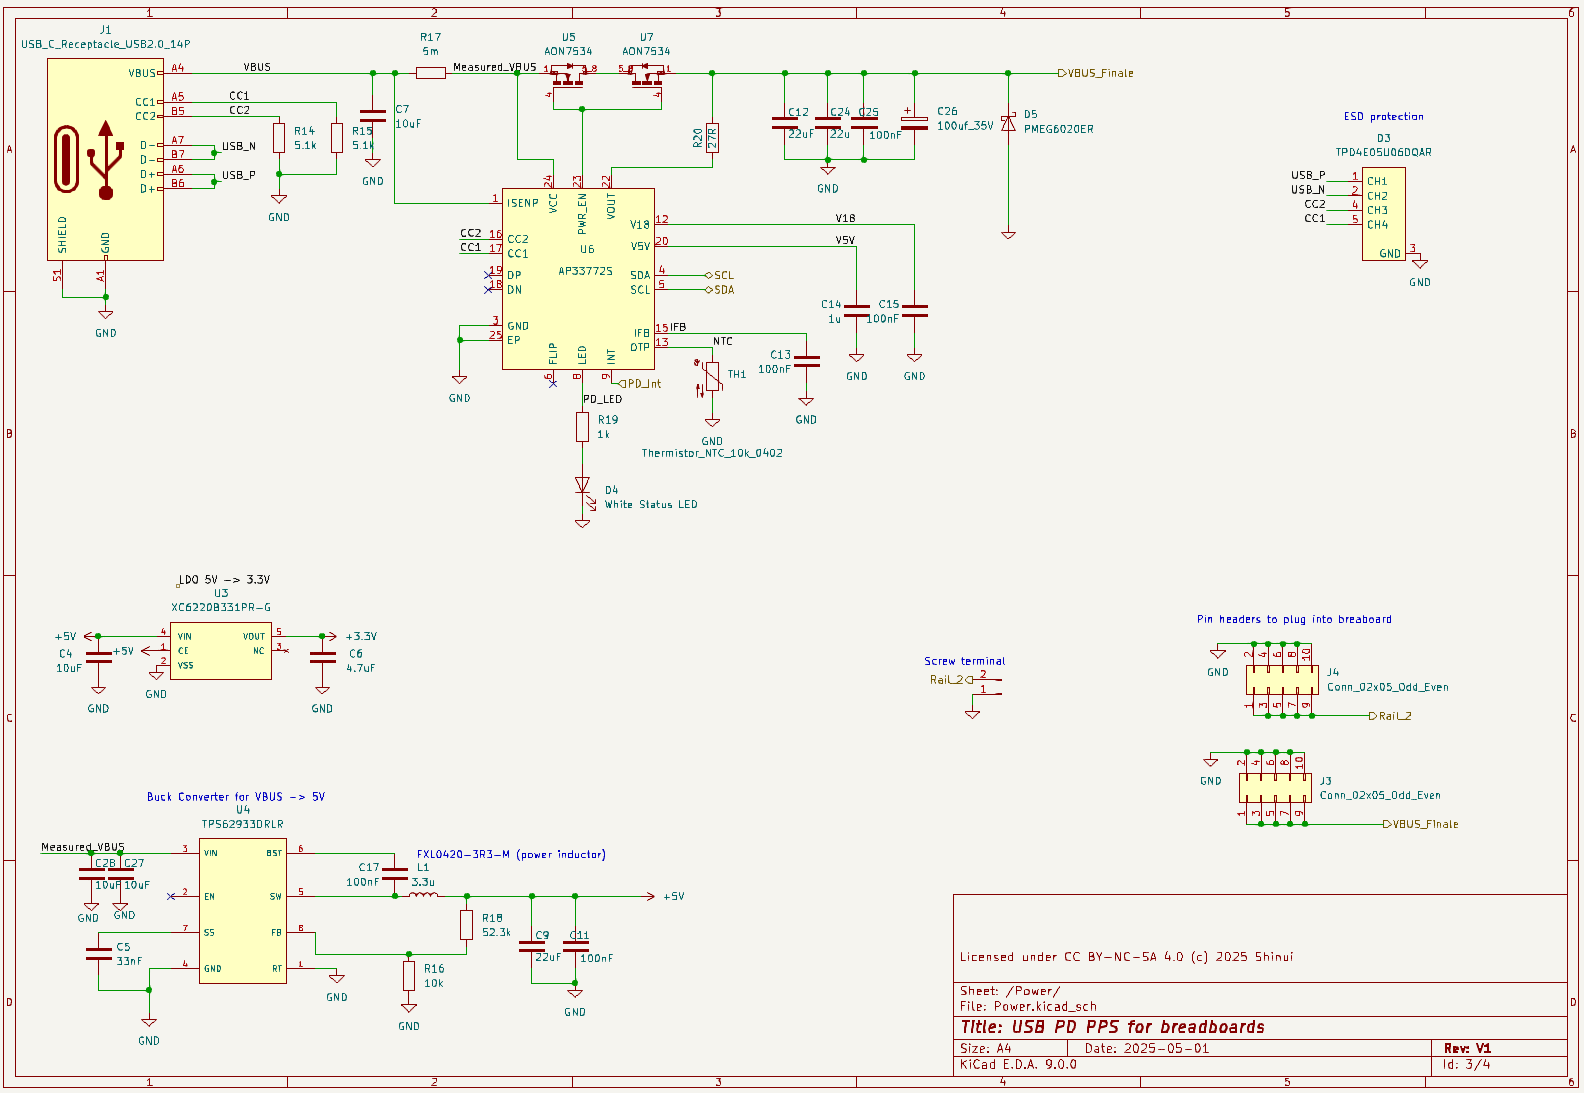 1 2 3 4 5 6
A
B
C
D
J1
USB_C_Receptacle_USB2.0_14P
VBUS A4
CC1 A5
CC2 B5
D- A7
D- B7
D+ A6
D+ B6
SHIELD
GND
S1
A1
GND
VBUS
CC1
CC2
USB_N
USB_P
R14
5.1k
R15
5.1k
GND
C7
10uF
GND
R17
5m
Measured_VBUS
U5
AON7534
1 5 8
4
U7
AON7534
5 8 1
4
R20
27R
C12
22uF
C24
22u
C25
100nF
C26
100uf_35V
GND
D5
PMEG6020ER
VBUS_Finale
24 23 22
VCC
PWR_EN
VOUT
1 ISENP
CC2 16 CC2
CC1 17 CC1
19 DP
18 DN
3 GND
25 EP
GND
U6
AP33772S
V18 12
V5V 20
SDA 4
SCL 5
IFB 15
OTP 13
FLIP
LED
INT
6 8 9
V18
V5V
SCL
SDA
IFB
NTC
PD_Int
PD_LED
C14
1u
GND
C15
100nF
GND
C13
100nF
GND
TH1
GND
Thermistor_NTC_10k_0402
R19
1k
D4
White Status LED
ESD protection
D3
TPD4E05U06DQAR
USB_P 1 CH1
USB_N 2 CH2
CC2 4 CH3
CC1 5 CH4
GND 3
GND
LDO 5V -> 3.3V
U3
XC6220B331PR-G
+5V
+5V
4 VIN
1 CE
2 VSS
VOUT 5
NC 3
+3.3V
C4
10uF
GND
GND
C6
4.7uF
GND
Screw terminal
Rail_2 2
1
Pin headers to plug into breaboard
GND
2 4 6 8 10
J4
Conn_02x05_Odd_Even
1 3 5 7 9
Rail_2
GND
2 4 6 8 10
J3
Conn_02x05_Odd_Even
1 3 5 7 9
VBUS_Finale
Buck Converter for VBUS -> 5V
U4
TPS62933DRLR
Measured_VBUS
C28
10uF
GND
C27
10uF
GND
3 VIN
2 EN
7 SS
4 GND
BST 6
SW 5
FB 8
RT 1
C5
33nF
GND
GND
FXL0420-3R3-M (power inductor)
C17
100nF
L1
3.3u
+5V
R18
52.3k
R16
10k
GND
C9
22uF
C11
100nF
GND
Licensed under CC BY-NC-SA 4.0 (c) 2025 Shinui
Sheet: /Power/
File: Power.kicad_sch
Title: USB PD PPS for breadboards
Size: A4 Date: 2025-05-01 Rev: V1
KiCad E.D.A. 9.0.0 Id: 3/4
A
B
C
D
1 2 3 4 5 6